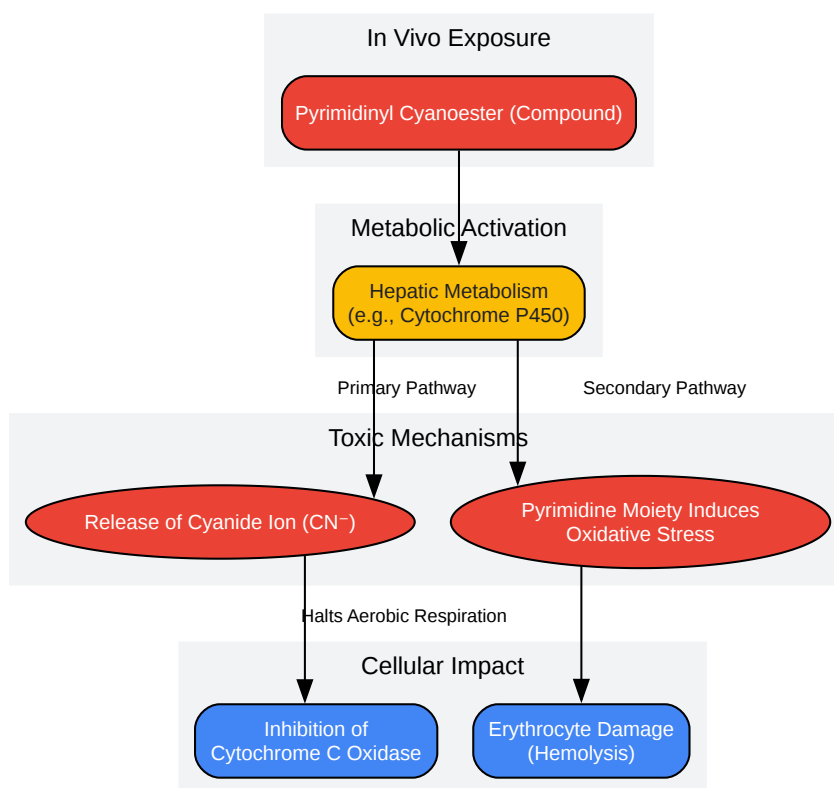 In Vivo Exposure
Pyrimidinyl Cyanoester (Compound)
Metabolic Activation
Hepatic Metabolism
(e.g., Cytochrome P450)
Primary Pathway
Secondary Pathway
Toxic Mechanisms
Release of Cyanide Ion (CN⁻)
Pyrimidine Moiety Induces
Oxidative Stress
Halts Aerobic Respiration
Cellular Impact
Inhibition of
Cytochrome C Oxidase
Erythrocyte Damage
(Hemolysis)